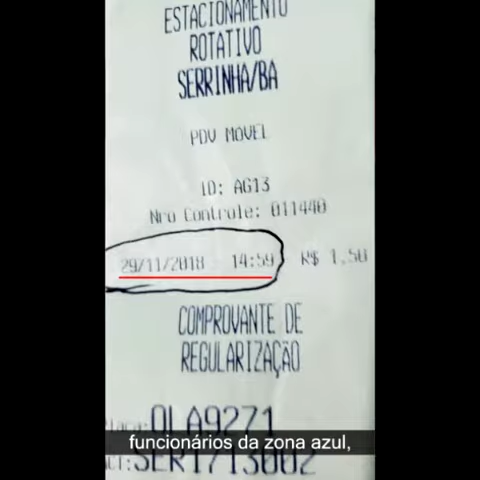 ESTACIONAMENTO
ROTATIVO
SERRINHA/BA
PDV MOVEL
ID: AG13
Nro Controle: 011440
29/11/2018 14:59 R$ 1,50
COMPROVANTE DE
REGULARIZAÇÃO
OLA9271
funcionários da zona azul,